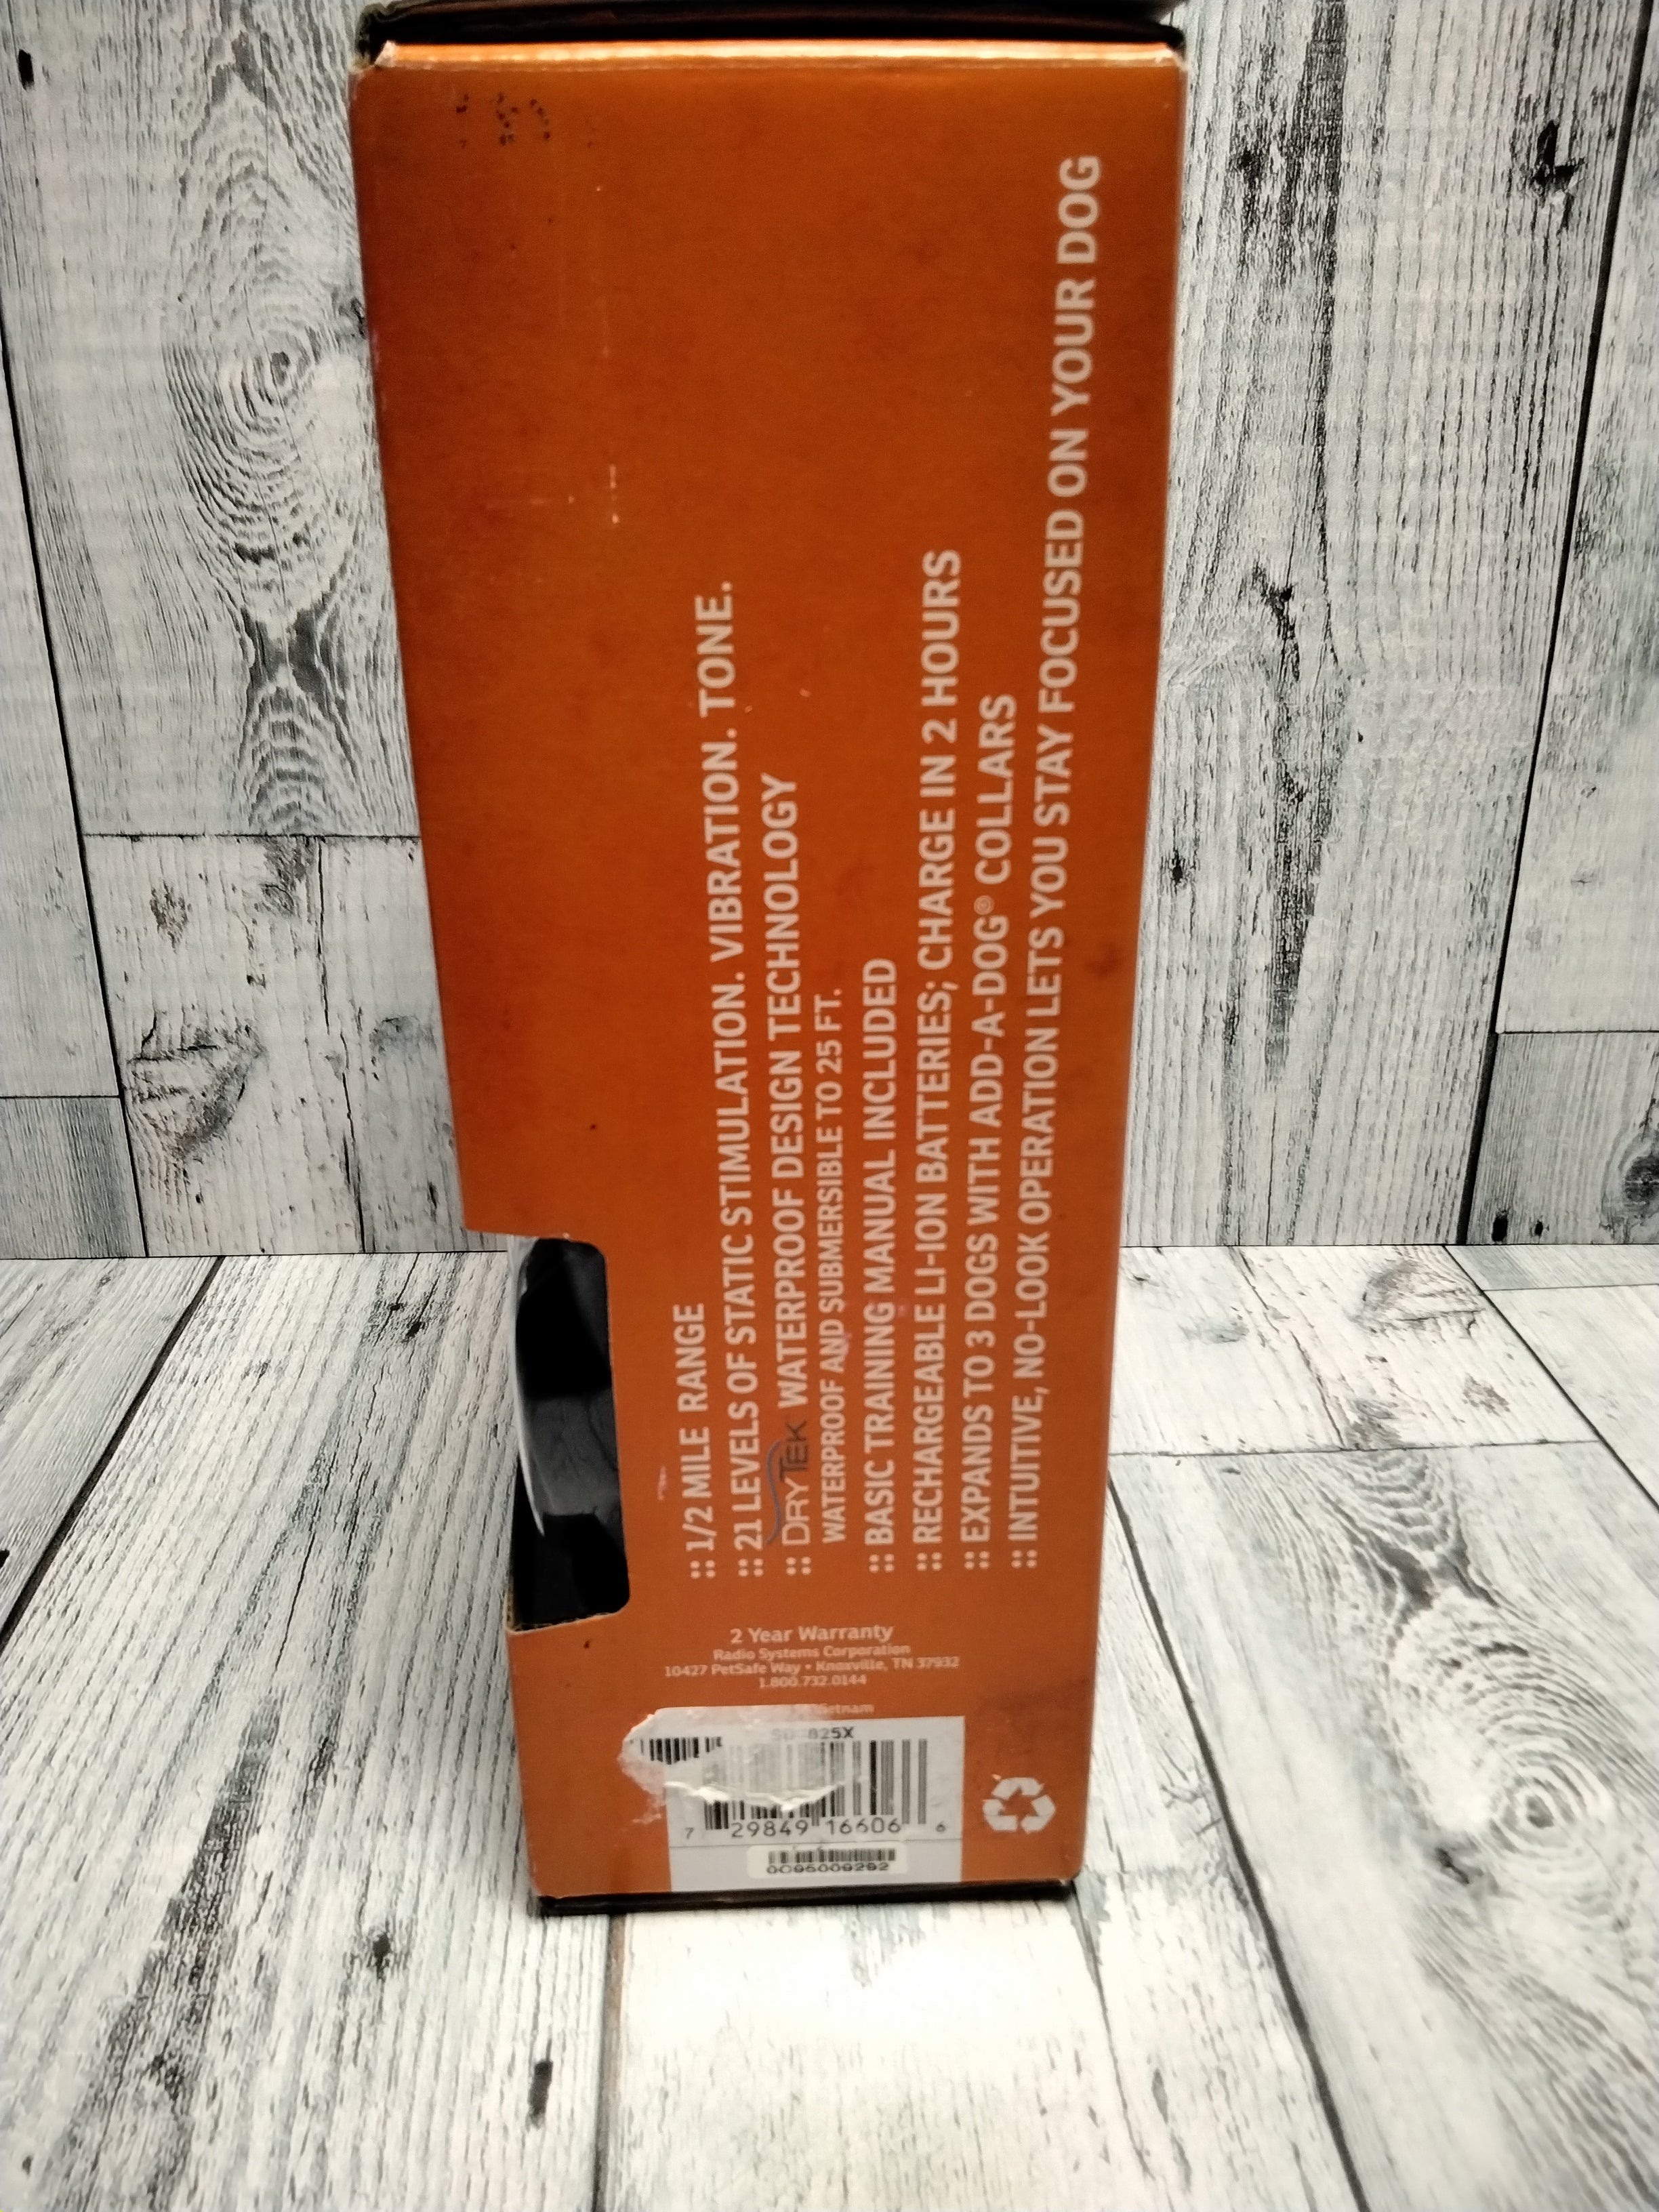 1/2 MILE RANGE
21 LEVELS OF STATIC STIMULATION. VIBRATION. TONE.
DRYTEK WATERPROOF DESIGN TECHNOLOGY
WATERPROOF AND SUBMERSIBLE TO 25 FT.
BASIC TRAINING MANUAL INCLUDED
RECHARGEABLE LI-ION BATTERIES; CHARGE IN 2 HOURS
EXPANDS TO 3 DOGS WITH ADD-A-DOG® COLLARS
INTUITIVE, NO-LOOK OPERATION LETS YOU STAY FOCUSED ON YOUR DOG
2 Year Warranty
Radio Systems Corporation
10427 PetSafe Way • Knoxville, TN 37932
1.800.732.0144
7 29849 16606 6
0C95009292